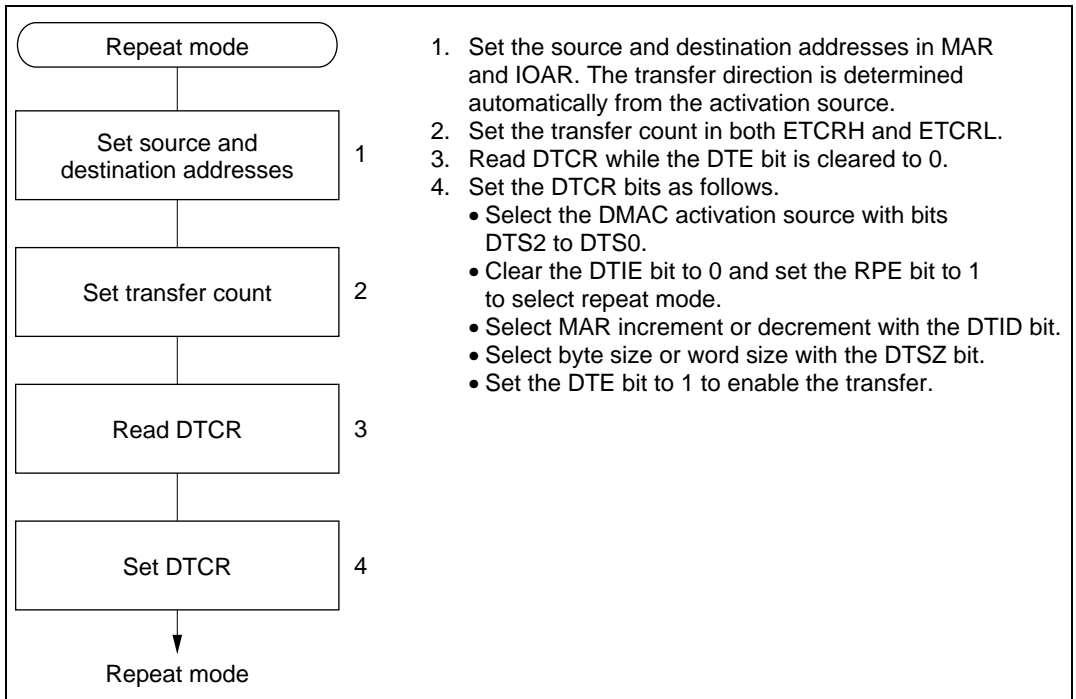 Repeat mode
Set source and
destination addresses
1
Set transfer count
2
Read DTCR
3
Set DTCR
4
Repeat mode
1. Set the source and destination addresses in MAR
and IOAR. The transfer direction is determined
automatically from the activation source.
2. Set the transfer count in both ETCRH and ETCRL.
3. Read DTCR while the DTE bit is cleared to 0.
4. Set the DTCR bits as follows.
• Select the DMAC activation source with bits
DTS2 to DTS0.
• Clear the DTIE bit to 0 and set the RPE bit to 1
to select repeat mode.
• Select MAR increment or decrement with the DTID bit.
• Select byte size or word size with the DTSZ bit.
• Set the DTE bit to 1 to enable the transfer.